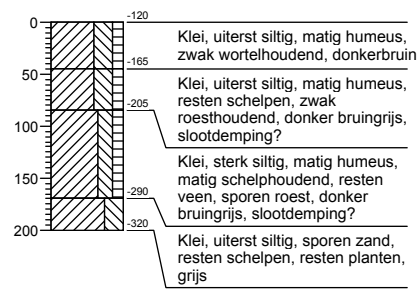 0
50
100
150
200
-120
Klei, uiterst siltig, matig humeus,
zwak wortelhoudend, donkerbruin
-165
Klei, uiterst siltig, matig humeus,
resten schelpen, zwak
roesthoudend, donker bruingrijs,
slootdemping?
-205
Klei, sterk siltig, matig humeus,
matig schelphoudend, resten
veen, sporen roest, donker
bruingrijs, slootdemping?
-290
Klei, uiterst siltig, sporen zand,
resten schelpen, resten planten,
grijs
-320